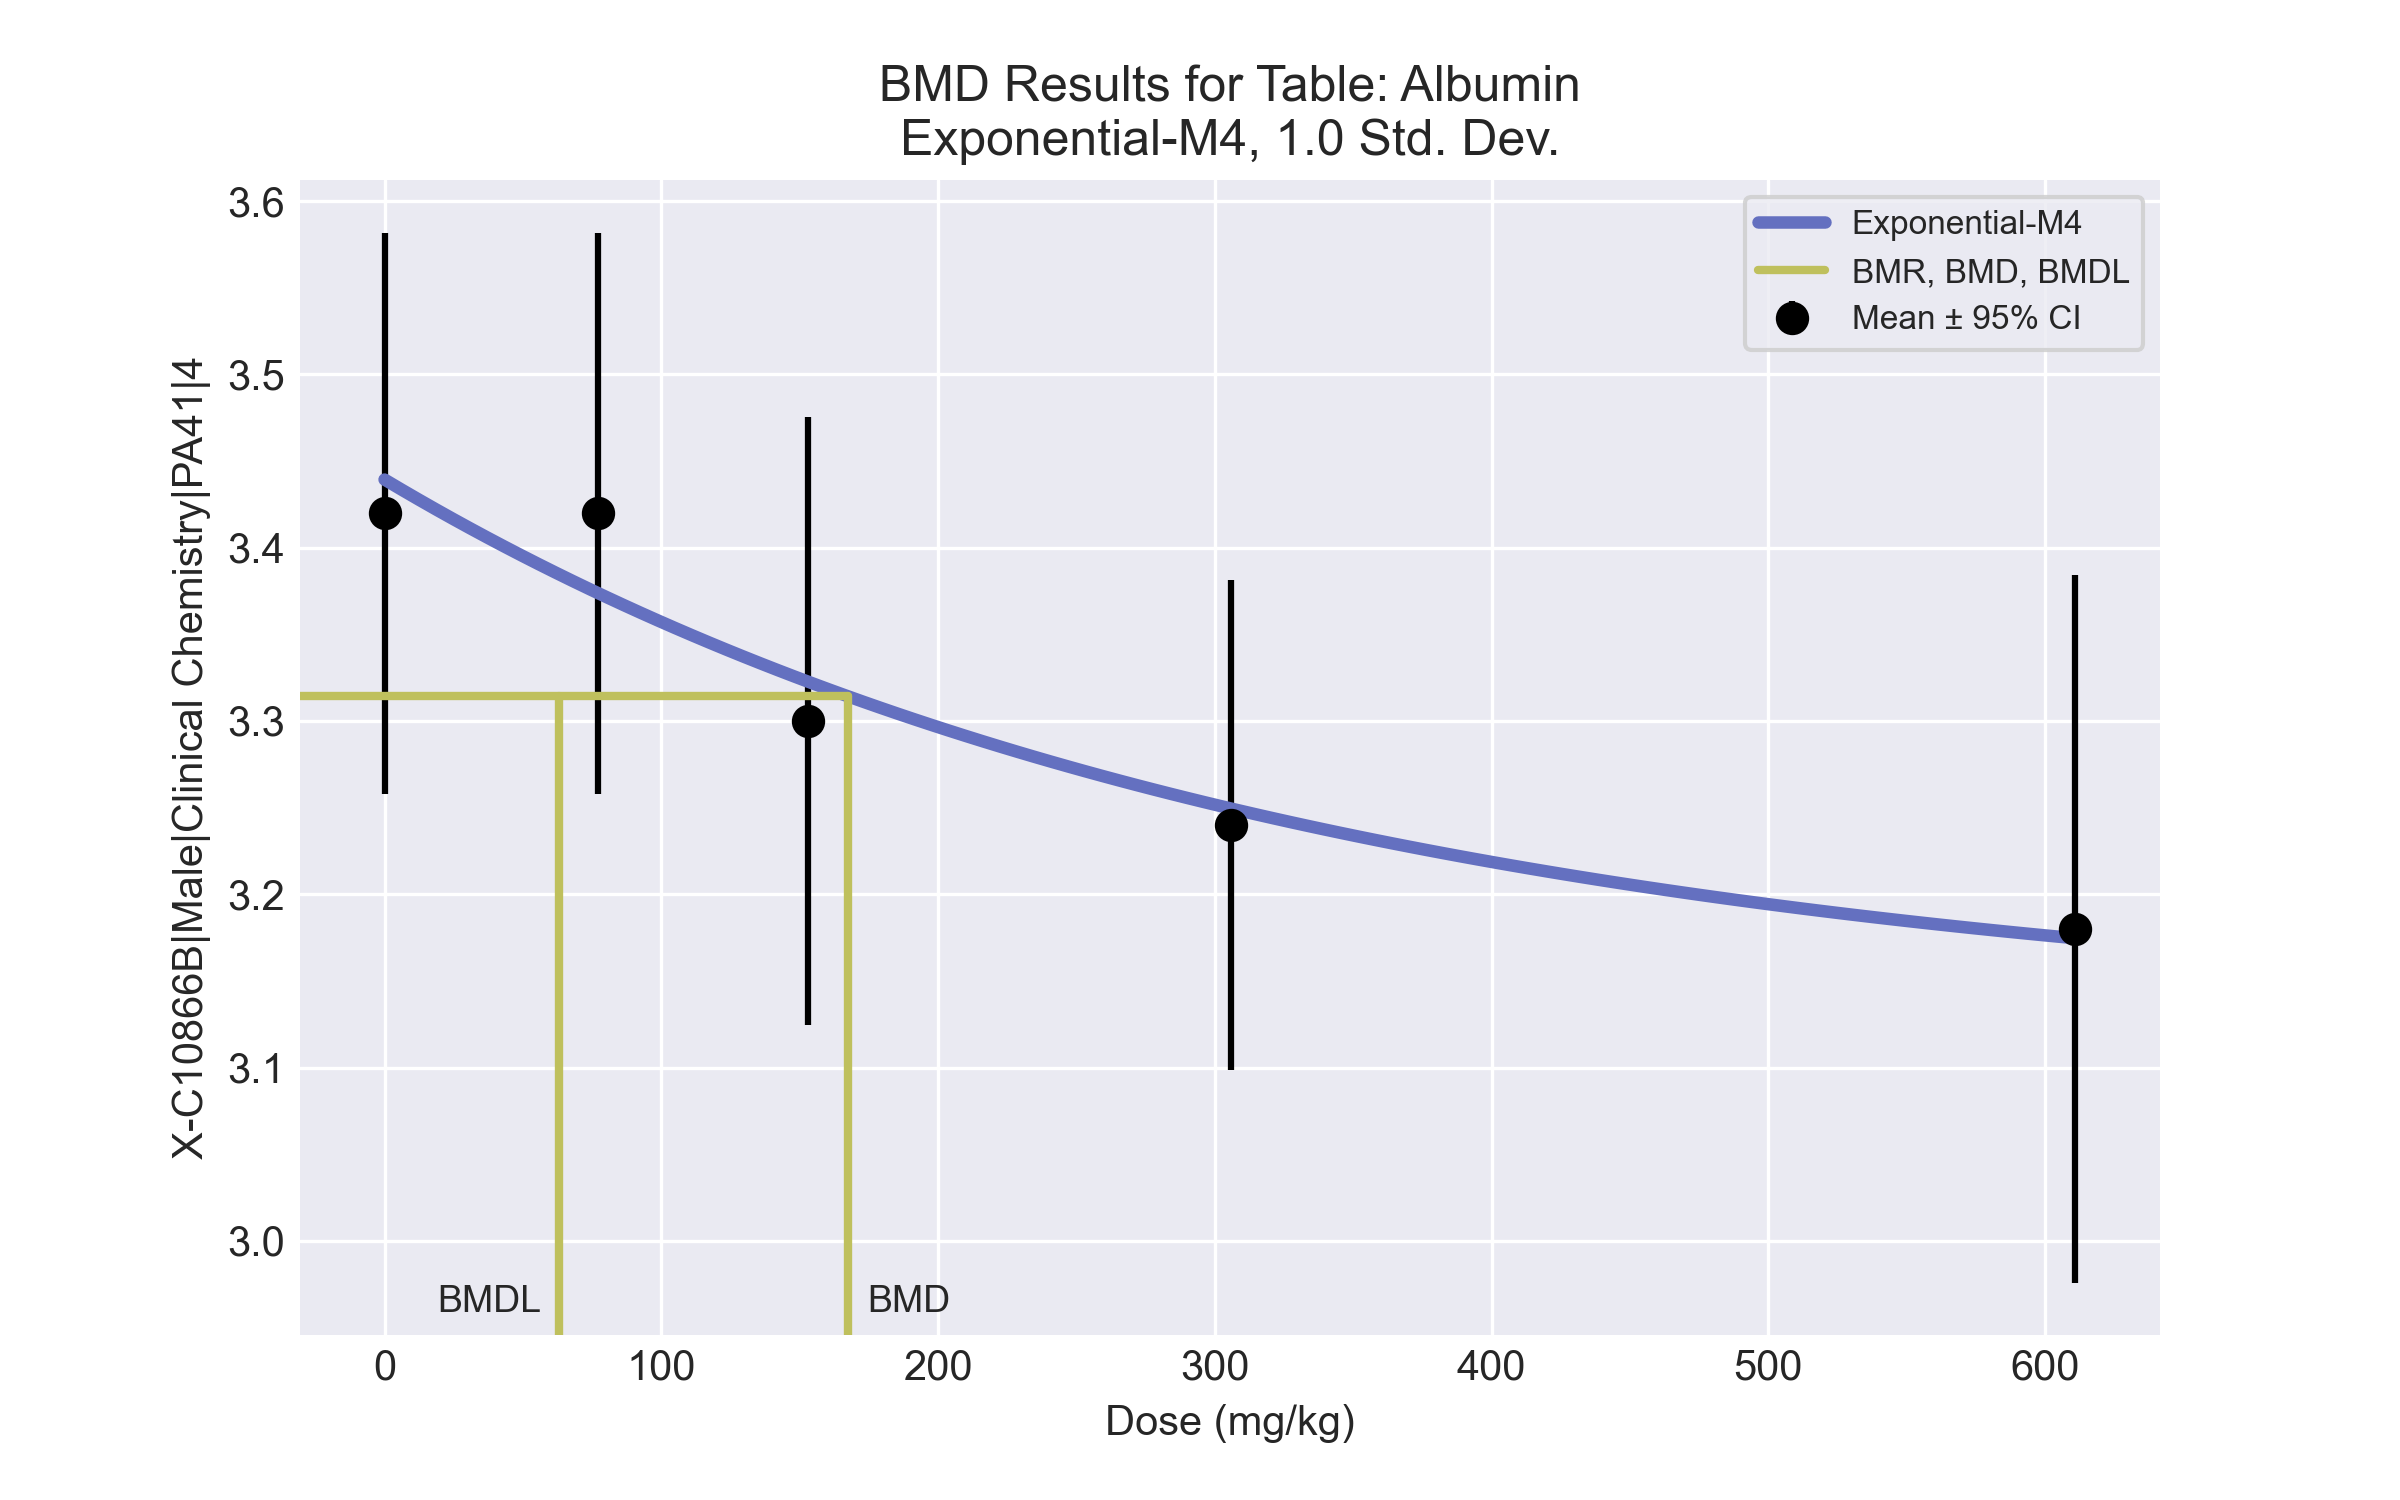 BMD Results for Table: Albumin
Exponential-M4, 1.0 Std. Dev.
Exponential-M4
BMR, BMD, BMDL
Mean ± 95% CI
X-C10866B|Male|Clinical Chemistry|PA41|4
3.6
3.5
3.4
3.3
3.2
3.1
3.0
BMDL
BMD
0 100 200 300 400 500 600
Dose (mg/kg)